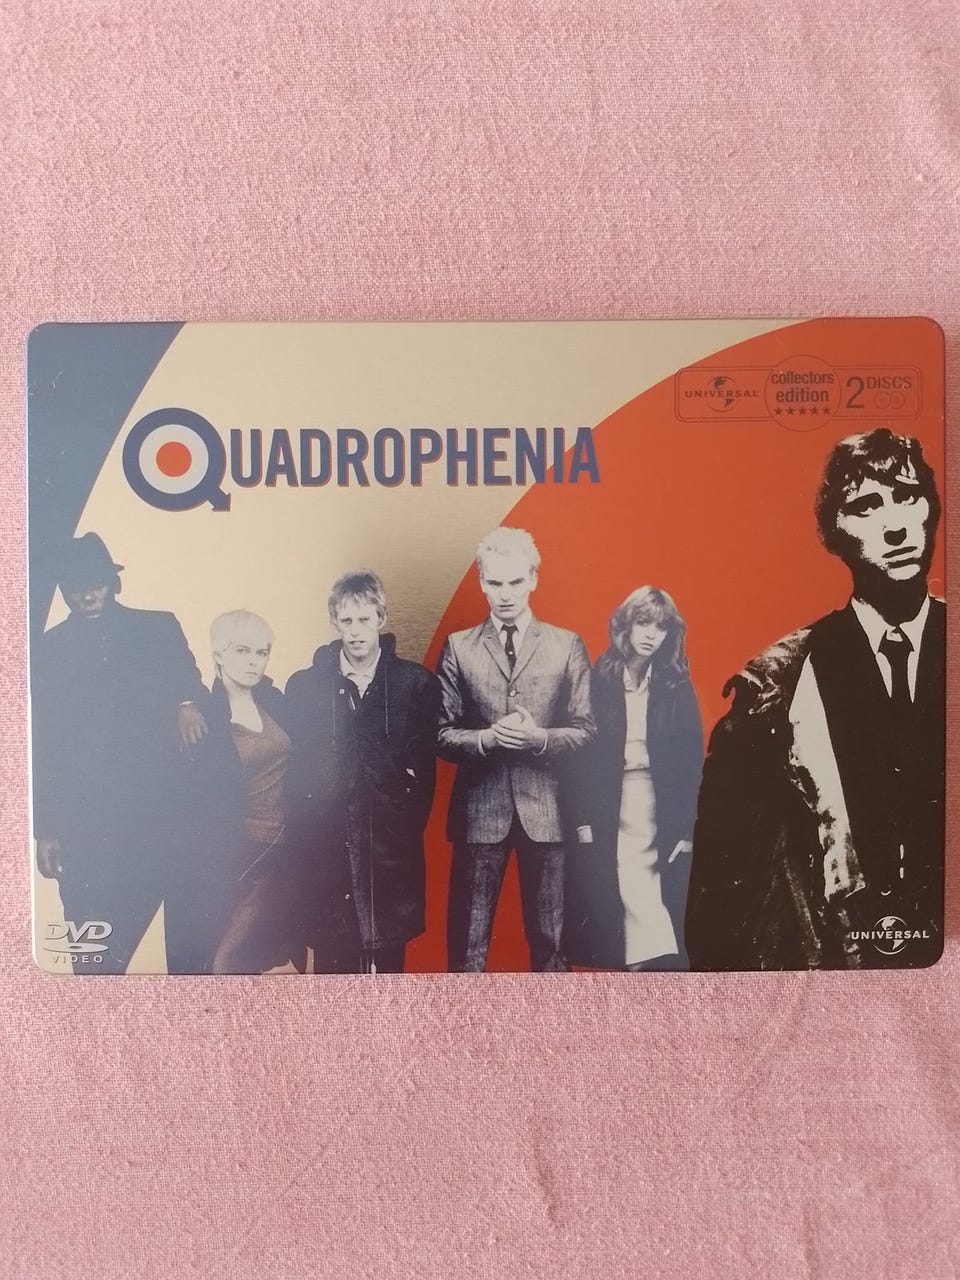 UNIVERSAL
collectors
edition
★★★★★
2 DISCS
QUADROPHENIA
DVD
VIDEO
UNIVERSAL